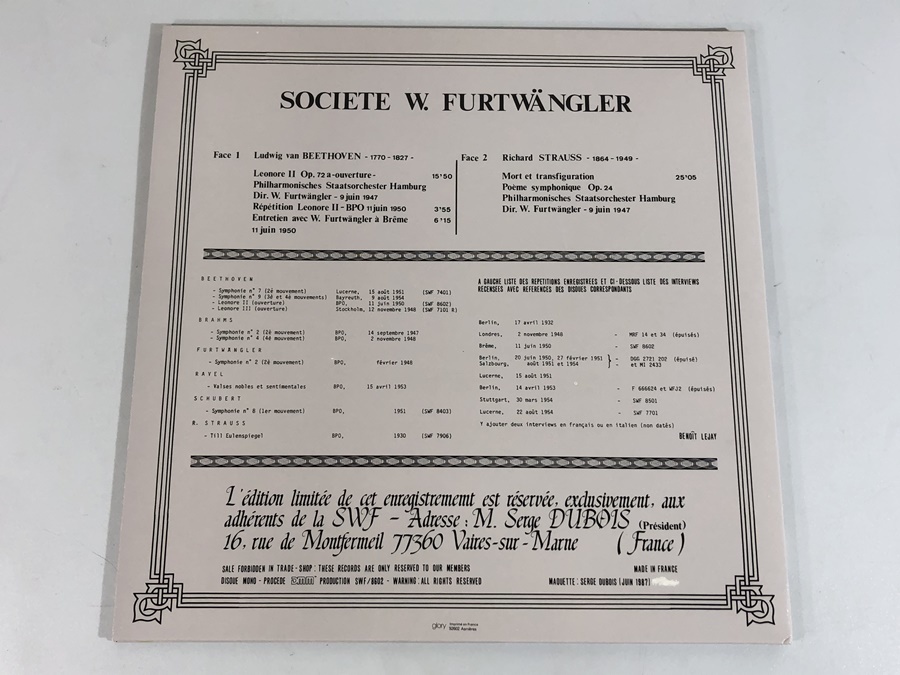 SOCIETE W. FURTWÄNGLER
Face 1 Ludwig van BEETHOVEN - 1770 - 1827 -
Leonore II Op. 72 a -ouverture- 15'50
Philharmonisches Staatsorchester Hamburg
Dir. W. Furtwängler - 9 juin 1947
Répétition Leonore II - BPO 11 juin 1950 3'55
Entretien avec W. Furtwängler à Brême 6'15
11 juin 1950
Face 2 Richard STRAUSS - 1864 - 1949 -
Mort et transfiguration 25'05
Poème symphonique Op. 24
Philharmonisches Staatsorchester Hamburg
Dir. W. Furtwängler - 9 juin 1947
BEETHOVEN
- Symphonie n° 7 (2è mouvement) Lucerne, 15 août 1951 (SWF 7401)
- Symphonie n° 9 (3è et 4è mouvements) Bayreuth, 9 août 1954
- Leonore II (ouverture) BPO, 11 juin 1950 (SWF 8602)
- Leonore III (ouverture) Stockholm, 12 novembre 1948 (SWF 7101 R)
BRAHMS
- Symphonie n° 2 (2è mouvement) BPO, 14 septembre 1947
- Symphonie n° 4 (4è mouvement) BPO, 2 novembre 1948
FURTWÄNGLER
- Symphonie n° 2 (2è mouvement) BPO, février 1948
RAVEL
- Valses nobles et sentimentales BPO, 15 avril 1953
SCHUBERT
- Symphonie n° 8 (1er mouvement) BPO, 1951 (SWF 8403)
R. STRAUSS
- Till Eulenspiegel BPO, 1930 (SWF 7906)
A GAUCHE LISTE DES REPETITIONS ENREGISTREES ET CI-DESSOUS LISTE DES INTERVIEWS
RECENSEES AVEC REFERENCES DES DISQUES CORRESPONDANTS
Berlin, 17 avril 1932
Londres, 2 novembre 1948 - MRF 14 et 34 (épuisés)
Brême, 11 juin 1950 - SWF 8602
Berlin, 20 juin 1950, 27 février 1951 } - DGG 2721 202 (épuisé)
Salzbourg, août 1951 et 1954 et MI 2433
Lucerne, 15 août 1951
Berlin, 14 avril 1953 - F 666624 et WFJ2 (épuisés)
Stuttgart, 30 mars 1954 - SWF 8501
Lucerne, 22 août 1954 - SWF 7701
Y ajouter deux interviews en français ou en italien (non datés)
BENOÎT LEJAY
L'édition limitée de cet enregistrememt est réservée, exclusivement, aux
adhérents de la SWF - Adresse : M. Serge DUBOIS (Président)
16, rue de Montfermeil 77360 Vaires-sur-Marne (France)
SALE FORBIDDEN IN TRADE-SHOP : THESE RECORDS ARE ONLY RESERVED TO OUR MEMBERS
MADE IN FRANCE
DISQUE MONO - PROCEDE PRODUCTION SWF/8602 - WARNING: ALL RIGHTS RESERVED
MAQUETTE : SERGE DUBOIS (JUIN 1987)
glory Imprimé en France
92600 Asnières